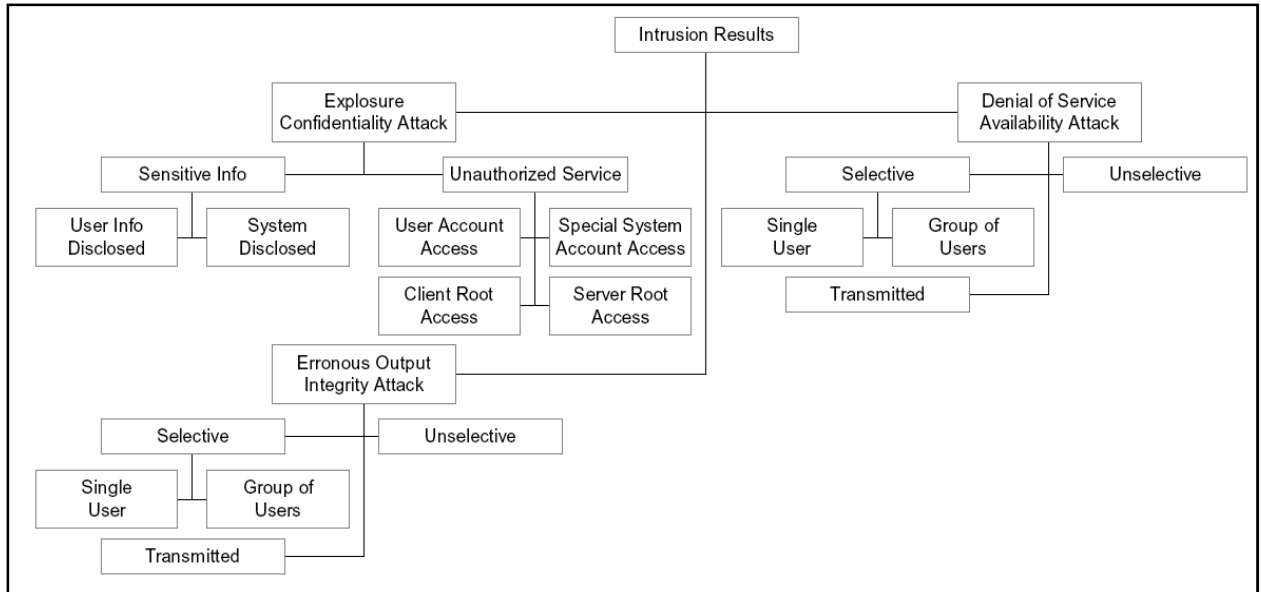 Intrusion Results
Explosure
Confidentiality Attack
Denial of Service
Availability Attack
Sensitive Info
Unauthorized Service
Selective
Unselective
User Info
Disclosed
System
Disclosed
User Account
Access
Special System
Account Access
Single
User
Group of
Users
Client Root
Access
Server Root
Access
Transmitted
Erronous Output
Integrity Attack
Selective
Unselective
Single
User
Group of
Users
Transmitted